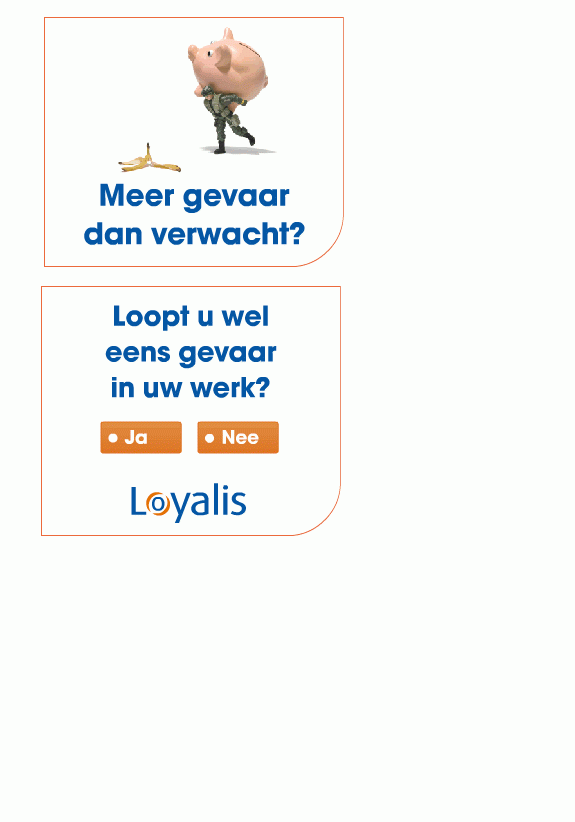 Meer gevaar
dan verwacht?
Loopt u wel
eens gevaar
in uw werk?
Ja
Nee
Loyalis